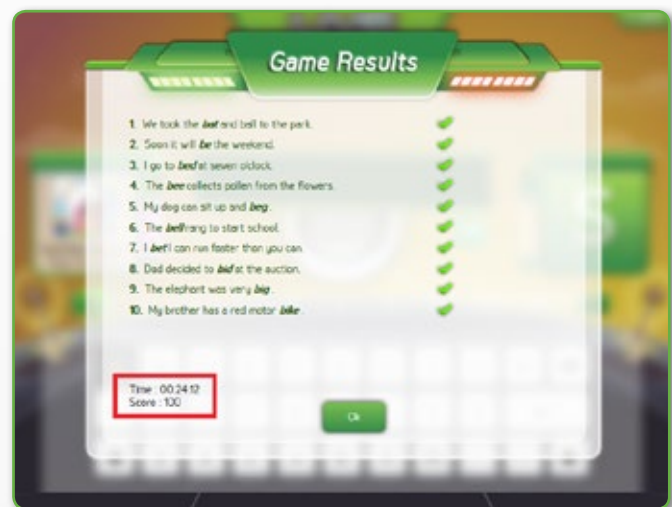 Game Results
1. We took the bat and ball to the park.
2. Soon it will be the weekend.
3. I go to bed at seven o'clock.
4. The bee collects pollen from the flowers.
5. My dog can sit up and beg.
6. The bell rang to start school.
7. I bet I can run faster than you can.
8. Dad decided to bid at the auction.
9. The elephant was very big.
10. My brother has a red motor bike.
Time : 00:24:12
Score : 100
Ok